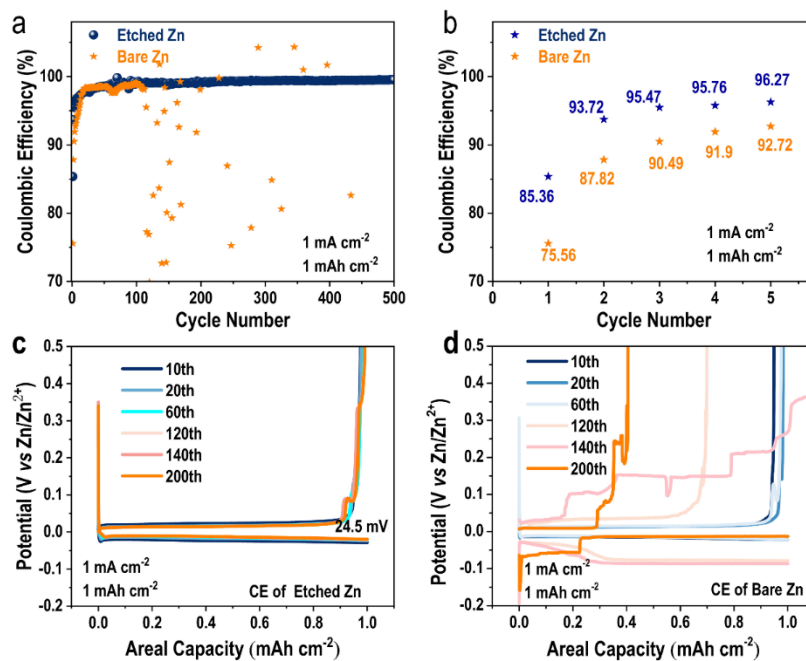 a
Etched Zn
Bare Zn
Coulombic Efficiency (%)
100
90
80
70
0
100
200
300
400
500
Cycle Number
1 mA cm⁻²
1 mAh cm⁻²
b
Etched Zn
Bare Zn
Coulombic Efficiency (%)
100
95
90
85
80
75
70
85.36
93.72
95.47
95.76
96.27
75.56
87.82
90.49
91.9
92.72
1 mA cm⁻²
1 mAh cm⁻²
0
1
2
3
4
5
Cycle Number
c
Potential (V vs Zn/Zn²⁺)
0.5
0.4
0.3
0.2
0.1
0.0
-0.1
-0.2
10th
20th
60th
120th
140th
200th
24.5 mV
1 mA cm⁻²
1 mAh cm⁻²
CE of Etched Zn
0.0
0.2
0.4
0.6
0.8
1.0
Areal Capacity (mAh cm⁻²)
d
Potential (V vs Zn/Zn²⁺)
0.5
0.4
0.3
0.2
0.1
0.0
-0.1
-0.2
10th
20th
60th
120th
140th
200th
1 mA cm⁻²
1 mAh cm⁻²
CE of Bare Zn
0.0
0.2
0.4
0.6
0.8
1.0
Areal Capacity (mAh cm⁻²)